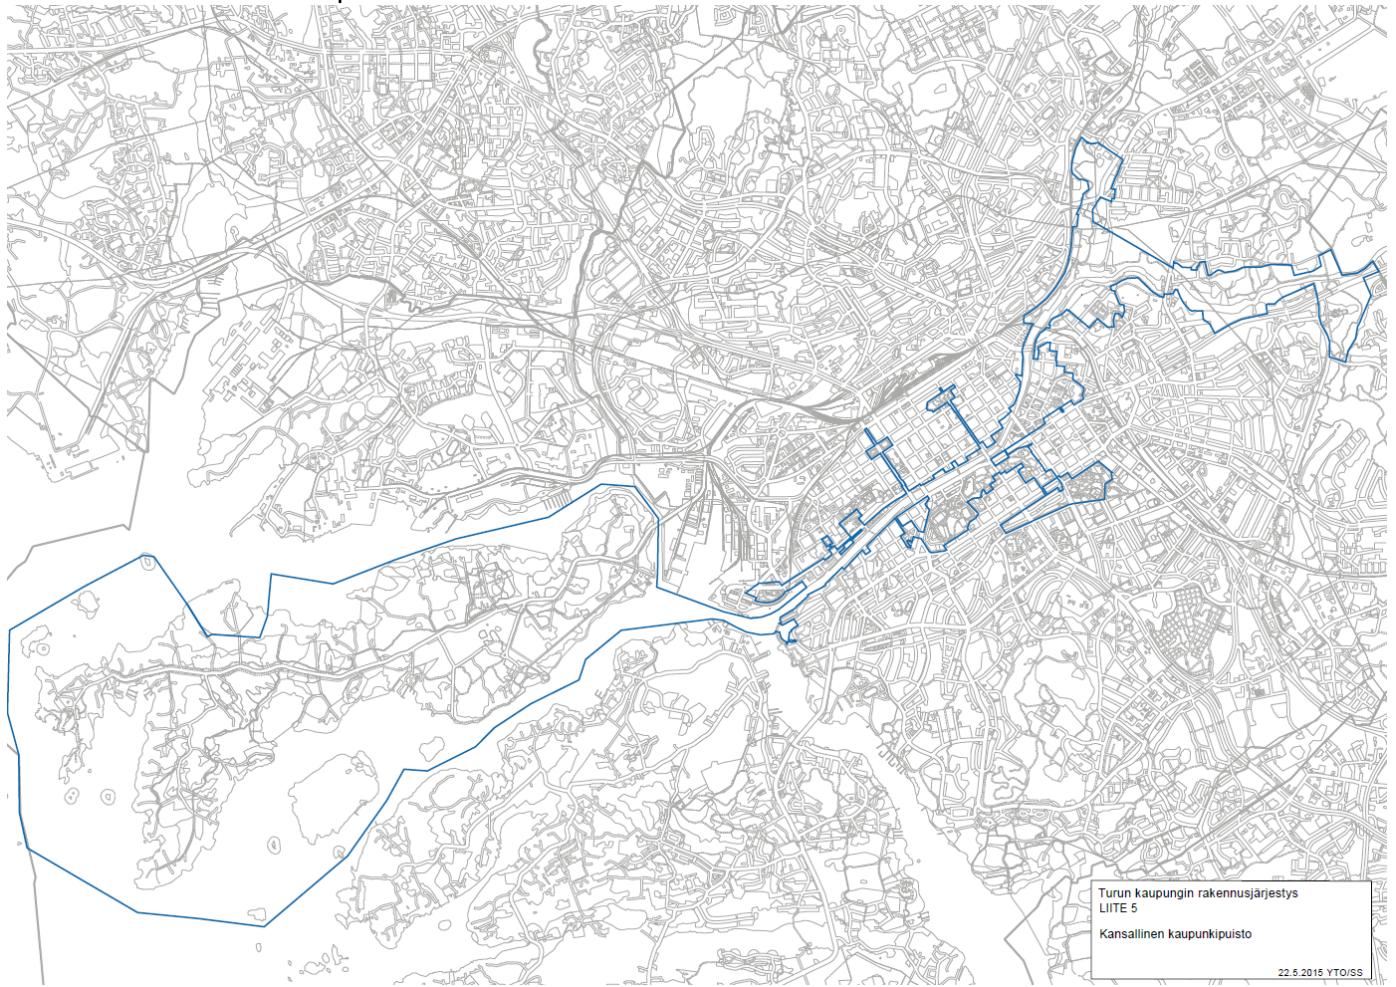 Turun kaupungin rakennusjärjestys
LIITE 5
Kansallinen kaupunkipuisto
22.5.2015 YTO/SS